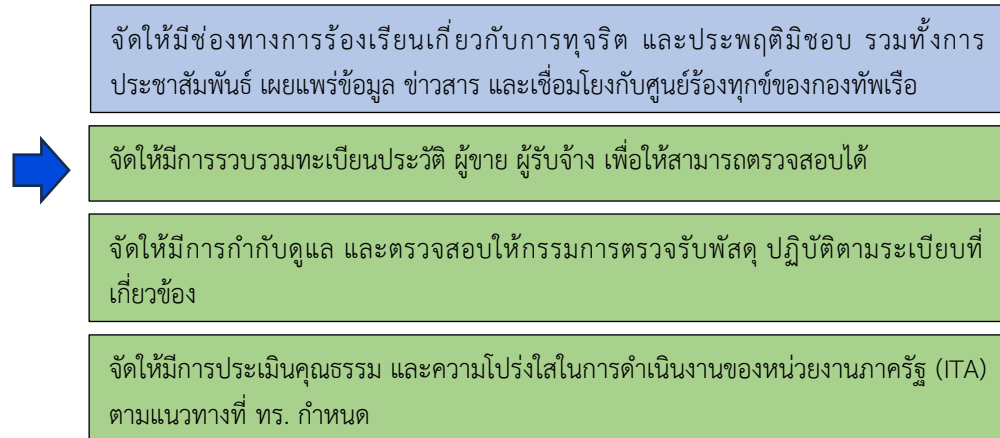 จัดให้มีช่องทางการร้องเรียนเกี่ยวกับการทุจริต และประพฤติมิชอบ รวมทั้งการ
ประชาสัมพันธ์ เผยแพร่ข้อมูล ข่าวสาร และเชื่อมโยงกับศูนย์ร้องทุกข์ของกองทัพเรือ
จัดให้มีการรวบรวมทะเบียนประวัติ ผู้ขาย ผู้รับจ้าง เพื่อให้สามารถตรวจสอบได้
จัดให้มีการกำกับดูแล และตรวจสอบให้กรรมการตรวจรับพัสดุ ปฏิบัติตามระเบียบที่
เกี่ยวข้อง
จัดให้มีการประเมินคุณธรรม และความโปร่งใสในการดำเนินงานของหน่วยงานภาครัฐ (ITA)
ตามแนวทางที่ ทร. กำหนด